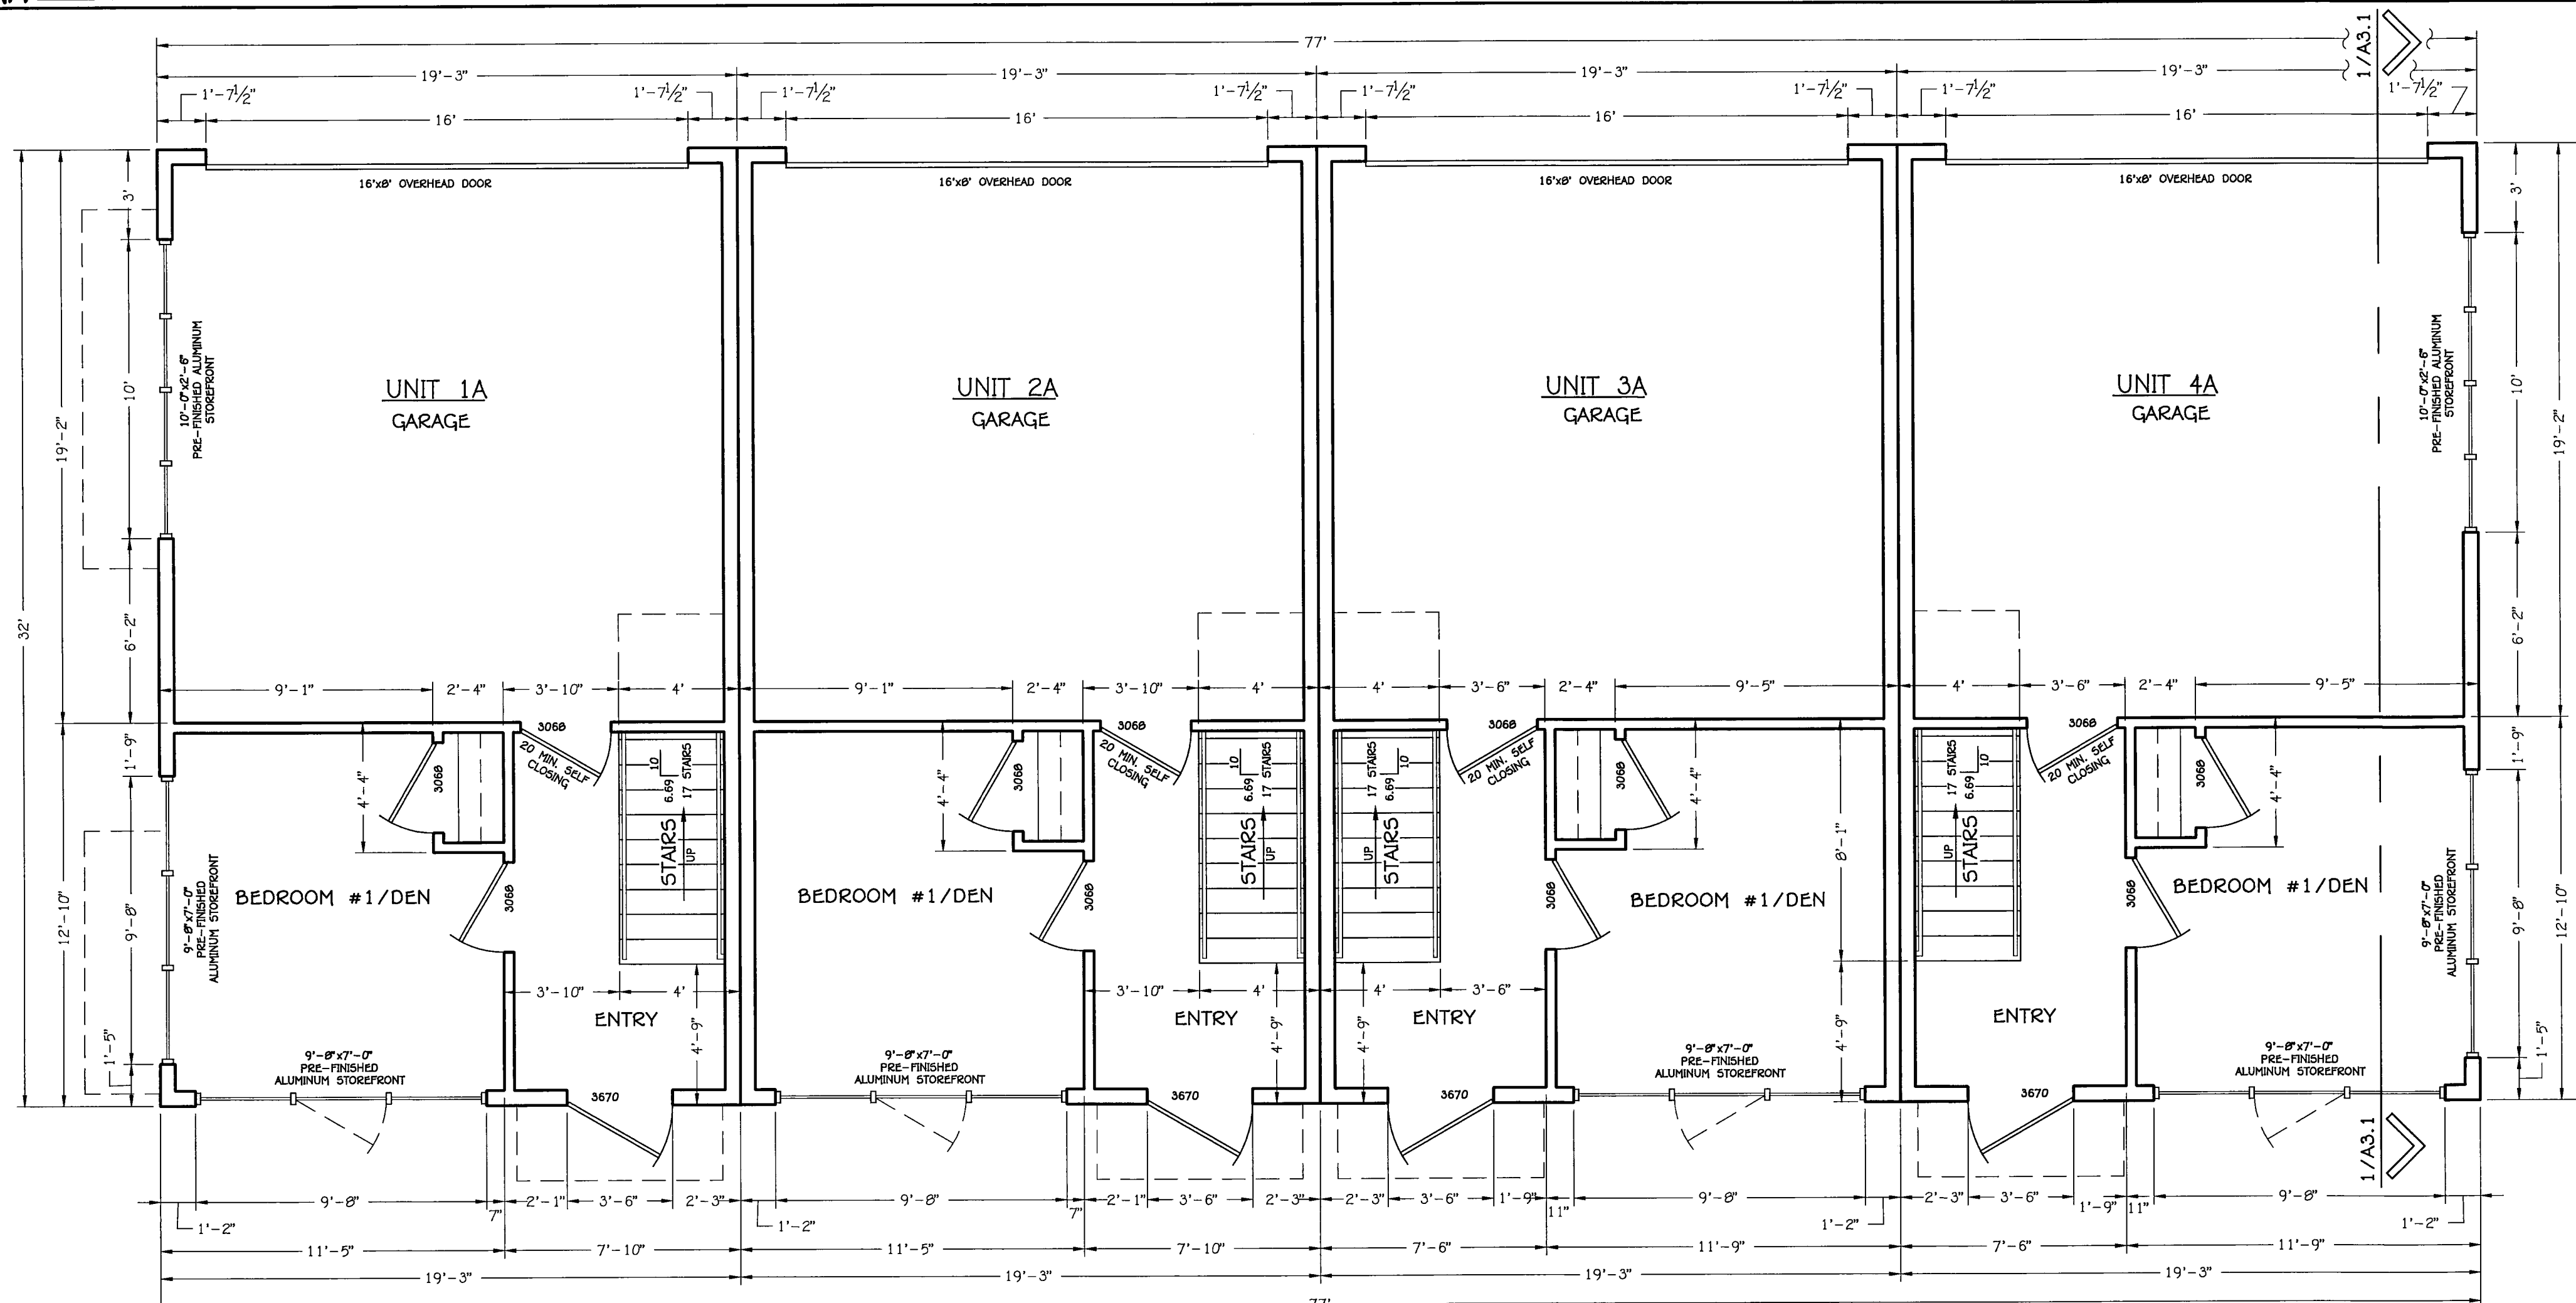 77'
1/A3.1
19'-3" 19'-3" 19'-3" 19'-3"
1'-7½" 1'-7½" 1'-7½" 1'-7½" 1'-7½" 1'-7½" 1'-7½" 1'-7½"
16' 16' 16' 16'
16'x8' OVERHEAD DOOR 16'x8' OVERHEAD DOOR 16'x8' OVERHEAD DOOR 16'x8' OVERHEAD DOOR
3' 3'
10' 10'
10'-0"x2'-6"
PRE-FINISHED ALUMINUM
STOREFRONT
10'-0"x2'-6"
PRE-FINISHED ALUMINUM
STOREFRONT
19'-2" 19'-2"
UNIT 1A
GARAGE
UNIT 2A
GARAGE
UNIT 3A
GARAGE
UNIT 4A
GARAGE
32'
6'-2" 6'-2"
9'-1" 2'-4" 3'-10" 4' 9'-1" 2'-4" 3'-10" 4' 4' 3'-6" 2'-4" 9'-5" 4' 3'-6" 2'-4" 9'-5"
1'-9" 1'-9"
3068 3068 3068 3068
20 MIN. SELF
CLOSING
20 MIN. SELF
CLOSING
20 MIN. SELF
CLOSING
20 MIN. SELF
CLOSING
4'-4" 4'-4" 4'-4" 4'-4"
3068 3068 3068 3068
10
6.69
17 STAIRS
STAIRS
UP
10
6.69
17 STAIRS
STAIRS
UP
17 STAIRS
6.69
10
UP
STAIRS
17 STAIRS
6.69
10
UP
STAIRS
8'-1"
12'-10" 12'-10"
9'-8" 9'-8"
9'-8"x7'-0"
PRE-FINISHED
ALUMINUM STOREFRONT
9'-8"x7'-0"
PRE-FINISHED
ALUMINUM STOREFRONT
BEDROOM #1/DEN BEDROOM #1/DEN BEDROOM #1/DEN BEDROOM #1/DEN
3068 3068 3068 3068
3'-10" 4' 3'-10" 4' 4' 3'-6"
ENTRY ENTRY ENTRY ENTRY
4'-9" 4'-9" 4'-9" 4'-9"
1'-5" 1'-5"
9'-8"x7'-0"
PRE-FINISHED
ALUMINUM STOREFRONT
9'-8"x7'-0"
PRE-FINISHED
ALUMINUM STOREFRONT
9'-8"x7'-0"
PRE-FINISHED
ALUMINUM STOREFRONT
9'-8"x7'-0"
PRE-FINISHED
ALUMINUM STOREFRONT
3670 3670 3670 3670
1/A3.1
9'-8" 7" 2'-1" 3'-6" 2'-3" 9'-8" 7" 2'-1" 3'-6" 2'-3" 2'-3" 3'-6" 1'-9" 11" 9'-8" 2'-3" 3'-6" 1'-9" 11" 9'-8"
1'-2" 1'-2" 1'-2" 1'-2"
11'-5" 7'-10" 11'-5" 7'-10" 7'-6" 11'-9" 7'-6" 11'-9"
19'-3" 19'-3" 19'-3" 19'-3"
77'